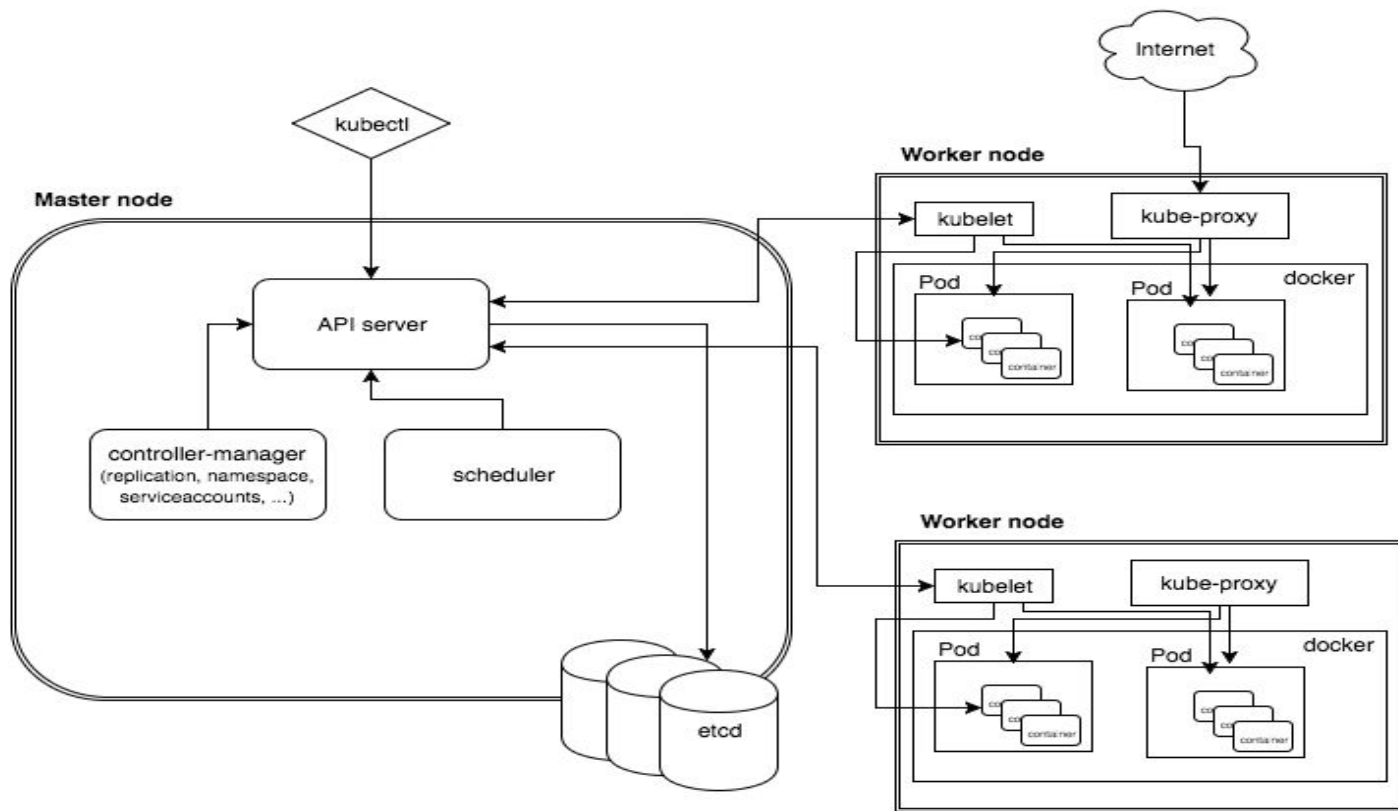 Internet
kubectl
Worker node
Master node
kubelet
kube-proxy
docker
Pod
Pod
API server
container
container
controller-manager
(replication, namespace,
serviceaccounts, ...)
scheduler
Worker node
kubelet
kube-proxy
docker
Pod
Pod
container
container
etcd